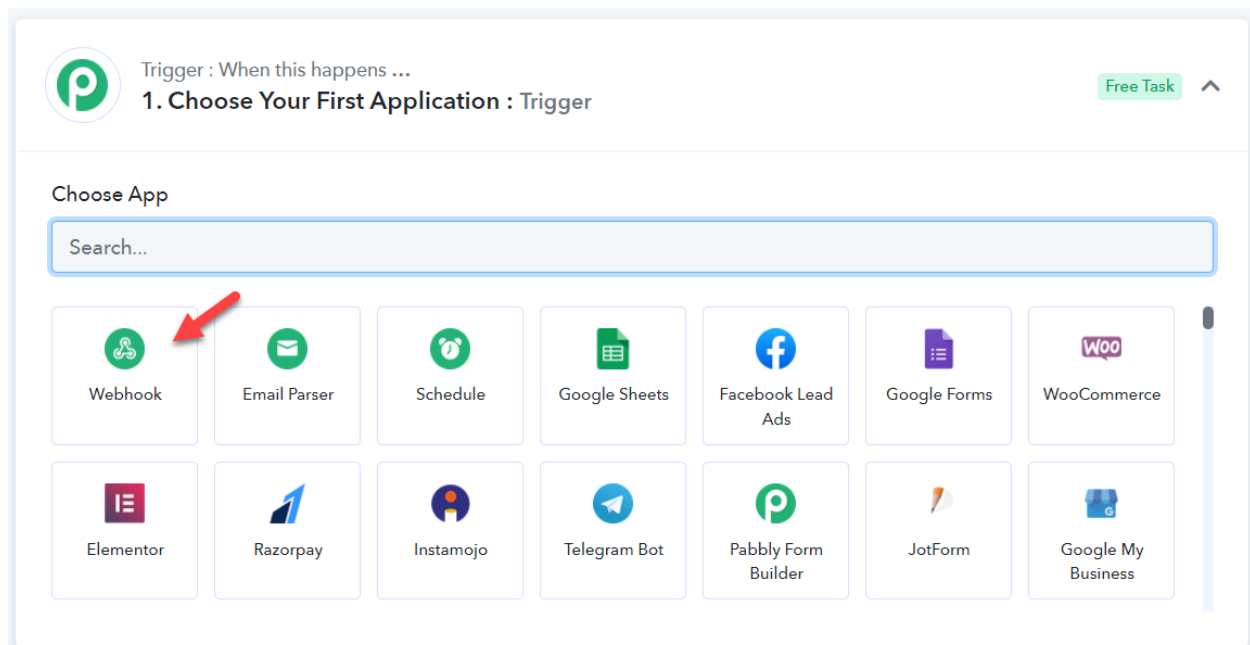 Trigger : When this happens ...
1. Choose Your First Application : Trigger
Free Task
Choose App
Search...
Webhook
Email Parser
Schedule
Google Sheets
Facebook Lead
Ads
Google Forms
WOO
WooCommerce
Elementor
Razorpay
Instamojo
Telegram Bot
Pabbly Form
Builder
JotForm
G
Google My
Business